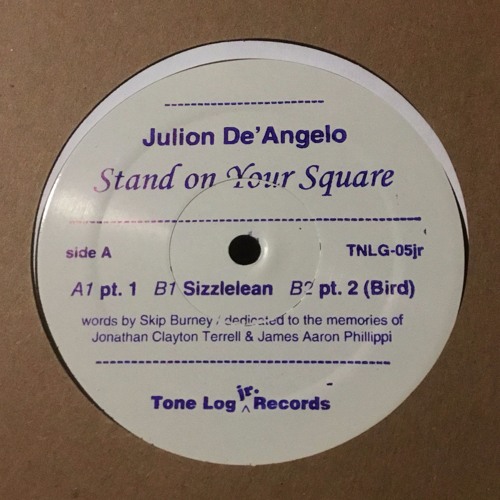 Julion De'Angelo
Stand on Your Square
side A TNLG-05jr
A1 pt. 1 B1 Sizzlelean B2 pt. 2 (Bird)
words by Skip Burney / dedicated to the memories of
Jonathan Clayton Terrell & James Aaron Phillippi
jr.
Tone Log ^ Records